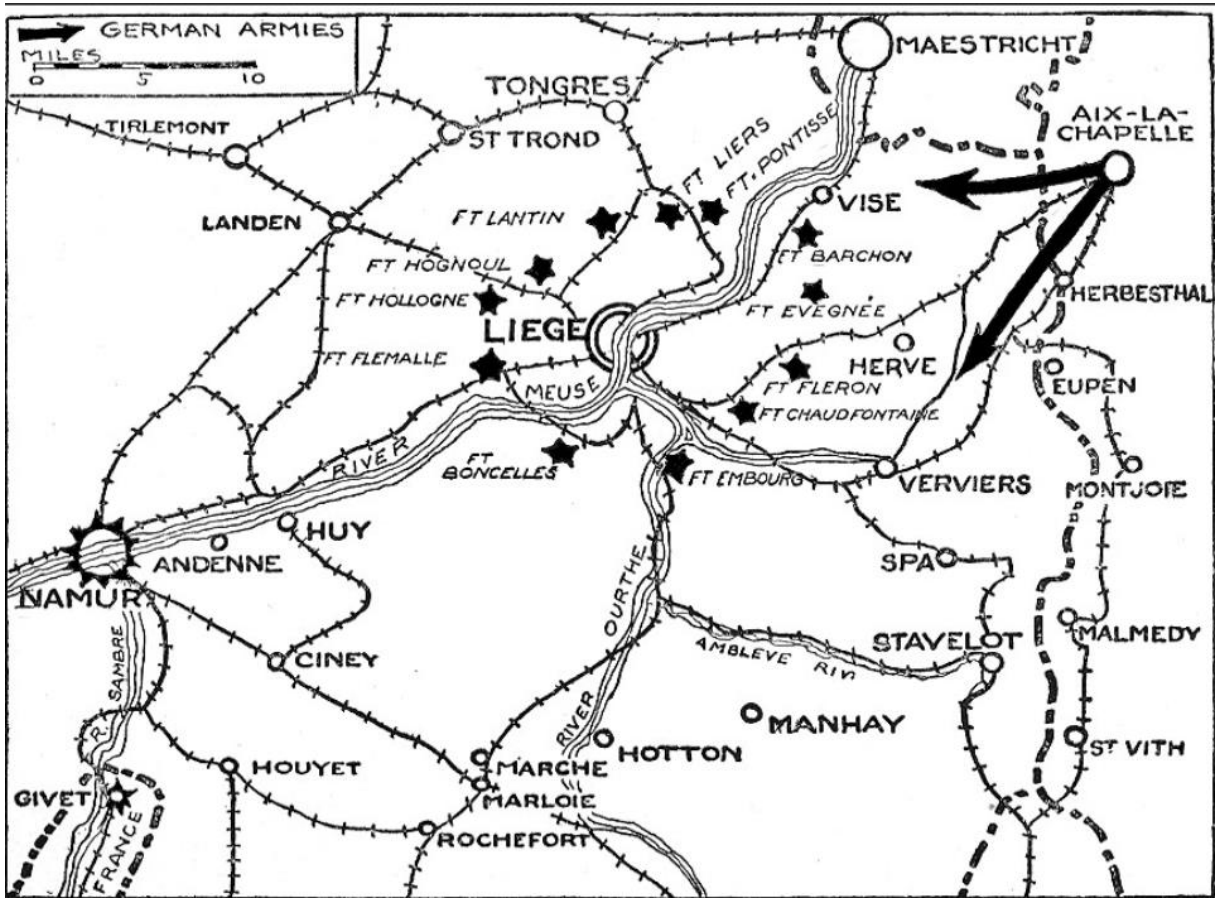 GERMAN ARMIES
MILES
0 5 10
MAESTRICHT
TONGRES
AIX-LA-
CHAPELLE
TIRLEMONT
ST TROND
FT LIERS
FT. PONTISSE
VISE
LANDEN
FT LANTIN
FT BARCHON
FT HOGNOUL
FT HOLLOGNE
FT EVEGNÉE
HERBESTHAL
LIEGE
HERVE
FT FLEMALLE
MEUSE
FT FLERON
EUPEN
FT CHAUDFONTAINE
RIVER
FT
BONCELLES
FT EMBOURG
VERVIERS
MONTJOIE
HUY
ANDENNE
SPA
NAMUR
OURTHE
RIVER
STAVELOT
MALMEDY
AMBLEVE RIV
CINEY
R. SAMBRE
MANHAY
HOTTON
ST VITH
HOUYET
MARCHE
MARLOIE
GIVET
ROCHEFORT
FRANCE